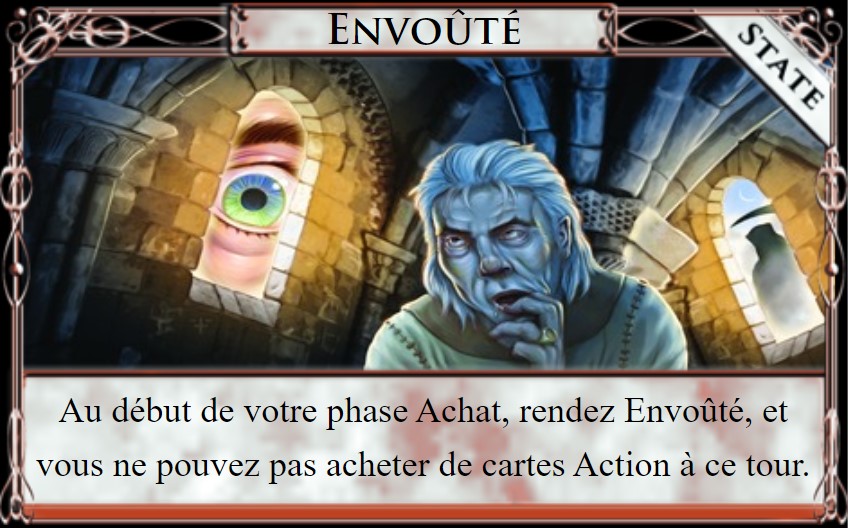 Envoûté
State
Au début de votre phase Achat, rendez Envoûté, et
vous ne pouvez pas acheter de cartes Action à ce tour.